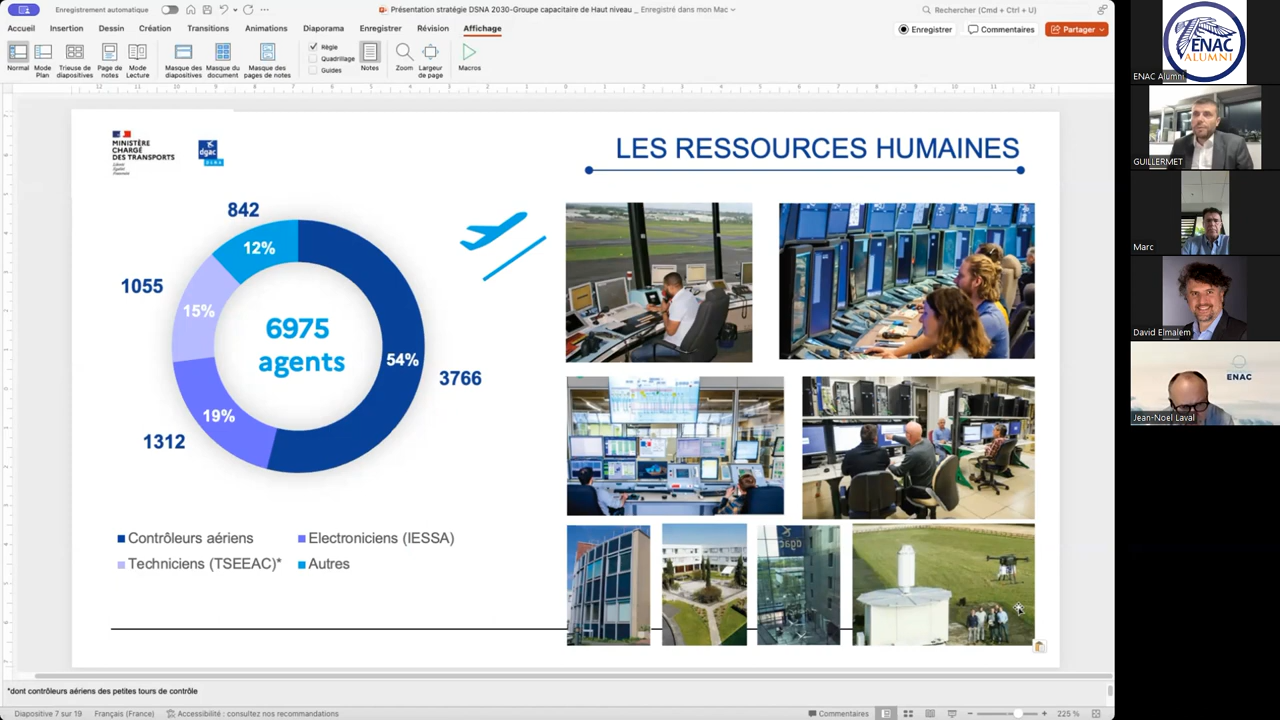 Enregistrement automatique
Présentation stratégie DSNA 2030-Groupe capacitaire de Haut niveau _ Enregistré dans mon Mac
Rechercher (Cmd + Ctrl + U)
Accueil
Insertion
Dessin
Création
Transitions
Animations
Diaporama
Enregistrer
Révision
Affichage
Enregistrer
Commentaires
Partager
Normal
Mode Plan
Trieuse de diapositives
Page de notes
Mode Lecture
Masque des diapositives
Masque du document
Masque des pages de notes
Règle
Quadrillage
Guides
Notes
Zoom
Largeur de page
Macros
MINISTÈRE
CHARGÉ
DES TRANSPORTS
Liberté
Égalité
Fraternité
dgac
DSNA
LES RESSOURCES HUMAINES
842
12%
1055
15%
6975
agents
54%
3766
19%
1312
Contrôleurs aériens
Electroniciens (IESSA)
Techniciens (TSEEAC)*
Autres
*dont contrôleurs aériens des petites tours de contrôle
Diapositive 7 sur 19
Français (France)
Accessibilité : consultez nos recommandations
Commentaires
225 %
ENAC
ALUMNI
ENAC Alumni
GUILLERMET
Marc
David Elmalem
ENAC
Jean-Noel Laval